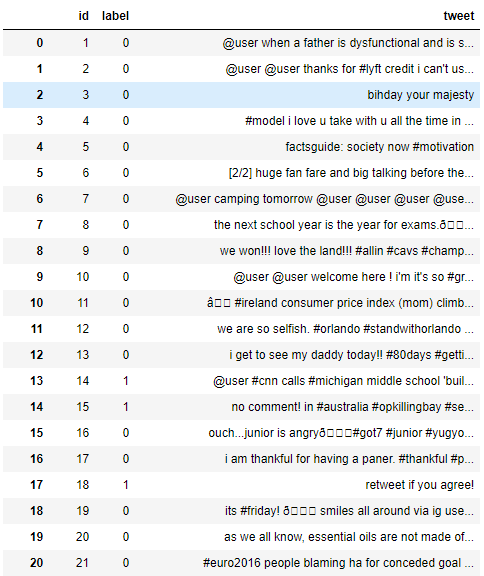 id label tweet
0 1 0 @user when a father is dysfunctional and is s...
1 2 0 @user @user thanks for #lyft credit i can't us...
2 3 0 bihday your majesty
3 4 0 #model i love u take with u all the time in ...
4 5 0 factsguide: society now #motivation
5 6 0 [2/2] huge fan fare and big talking before the...
6 7 0 @user camping tomorrow @user @user @user @use...
7 8 0 the next school year is the year for exams.ð▯▯▯...
8 9 0 we won!!! love the land!!! #allin #cavs #champ...
9 10 0 @user @user welcome here ! i'm it's so #gr...
10 11 0 â▯▯ #ireland consumer price index (mom) climb...
11 12 0 we are so selfish. #orlando #standwithorlando ...
12 13 0 i get to see my daddy today!! #80days #getti...
13 14 1 @user #cnn calls #michigan middle school 'buil...
14 15 1 no comment! in #australia #opkillingbay #se...
15 16 0 ouch...junior is angryð▯▯▯#got7 #junior #yugyo...
16 17 0 i am thankful for having a paner. #thankful #p...
17 18 1 retweet if you agree!
18 19 0 its #friday! ð▯▯▯ smiles all around via ig use...
19 20 0 as we all know, essential oils are not made of...
20 21 0 #euro2016 people blaming ha for conceded goal ...